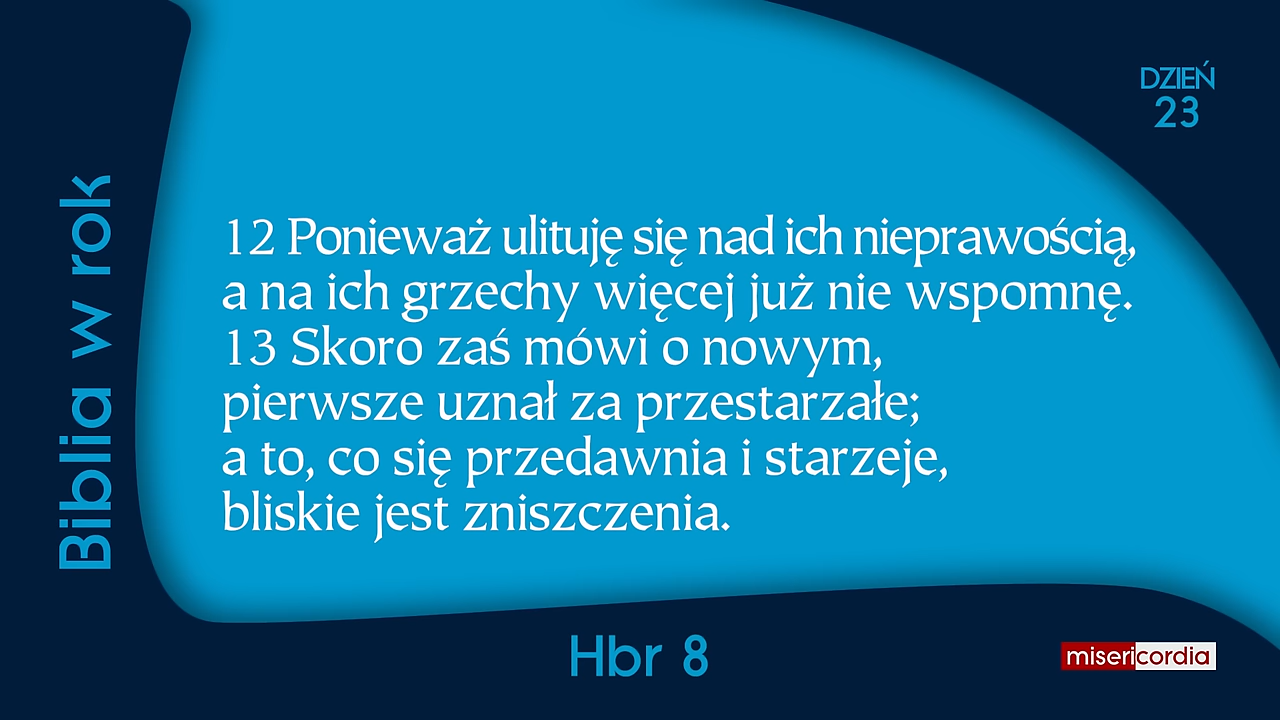 DZIEŃ
23
Biblia w rok
12 Ponieważ ulituję się nad ich nieprawością,
a na ich grzechy więcej już nie wspomnę.
13 Skoro zaś mówi o nowym,
pierwsze uznał za przestarzałe;
a to, co się przedawnia i starzeje,
bliskie jest zniszczenia.
Hbr 8
misericordia